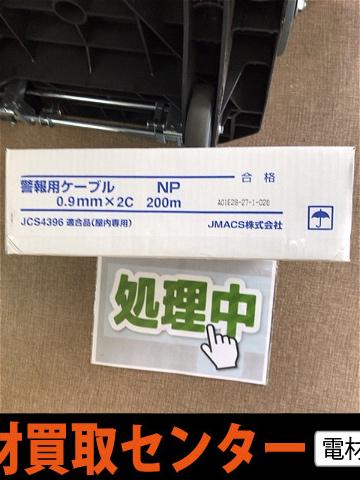 警報用ケーブル NP 合格
0.9mm×2C 200m A01E28-27-1-026
JCS4396 適合品(屋内専用) JMACS株式会社
処理中
材買取センター 電材